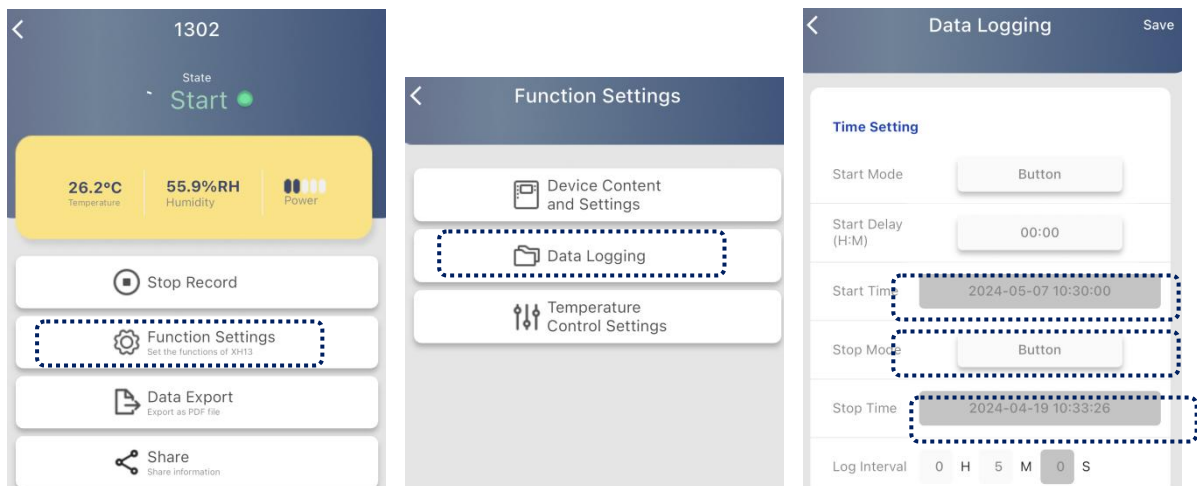 1302
State
Start
26.2°C
Temperature
55.9%RH
Humidity
Power
Stop Record
Function Settings
Set the functions of XH13
Data Export
Export as PDF file
Share
Share information
Function Settings
Device Content
and Settings
Data Logging
Temperature
Control Settings
Data Logging
Save
Time Setting
Start Mode
Button
Start Delay
(H:M)
00:00
Start Time
2024-05-07 10:30:00
Stop Mode
Button
Stop Time
2024-04-19 10:33:26
Log Interval 0 H 5 M 0 S